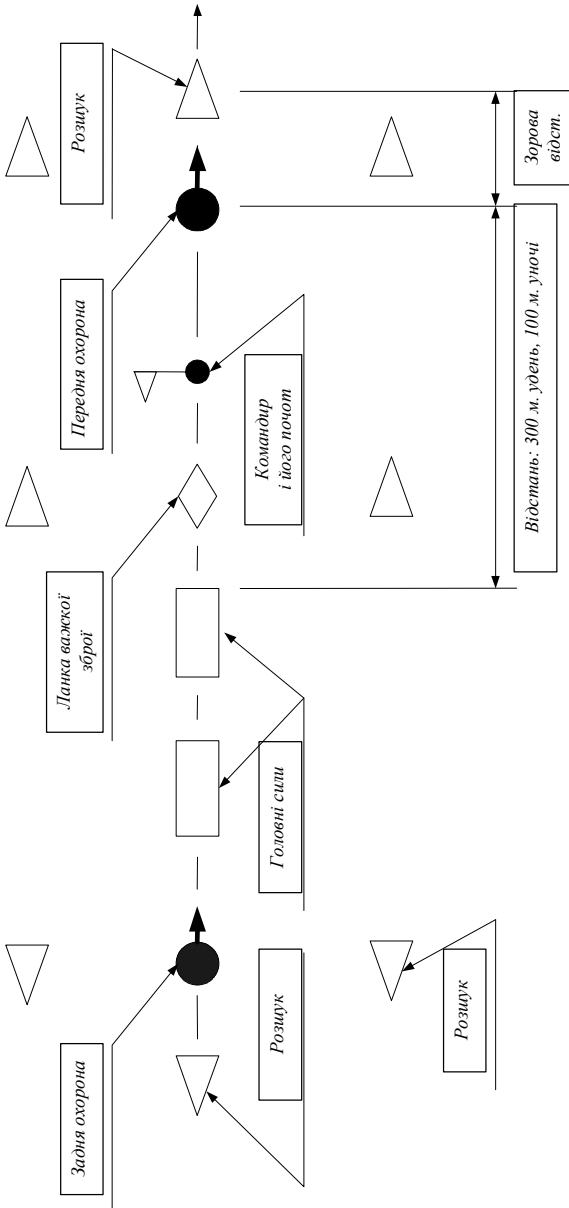 Задня охорона
Ланка важкої
зброї
Передня охорона
Розшук
Розшук
Головні сили
Командир
і його почот
Розшук
Відстань: 300 м. удень, 100 м. уночі
Зорова
відст.